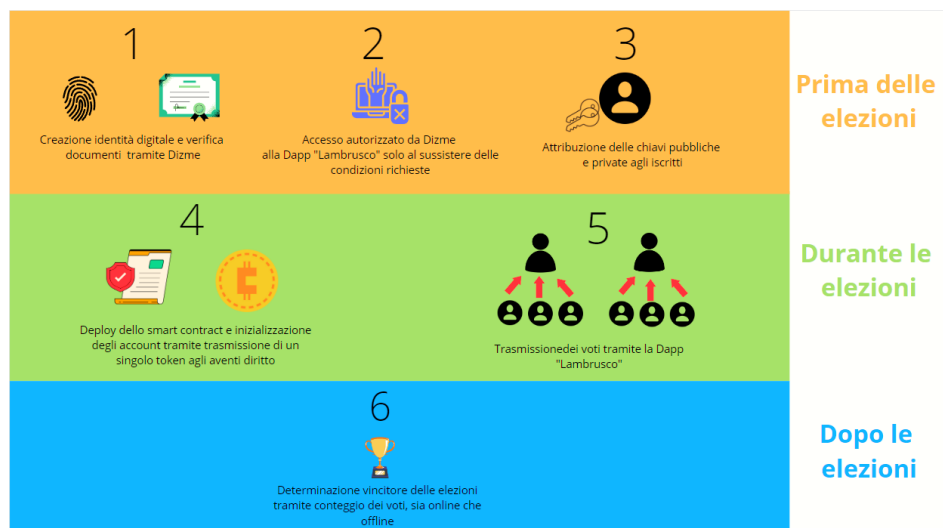 1
Creazione identità digitale e verifica
documenti tramite Dizme
2
Accesso autorizzato da Dizme
alla Dapp "Lambrusco" solo al sussistere delle
condizioni richieste
3
Attribuzione delle chiavi pubbliche
e private agli iscritti
Prima delle
elezioni
4
Deploy dello smart contract e inizializzazione
degli account tramite trasmissione di un
singolo token agli aventi diritto
5
Trasmissionedei voti tramite la Dapp
"Lambrusco"
Durante le
elezioni
6
Determinazione vincitore delle elezioni
tramite conteggio dei voti, sia online che
offline
Dopo le
elezioni